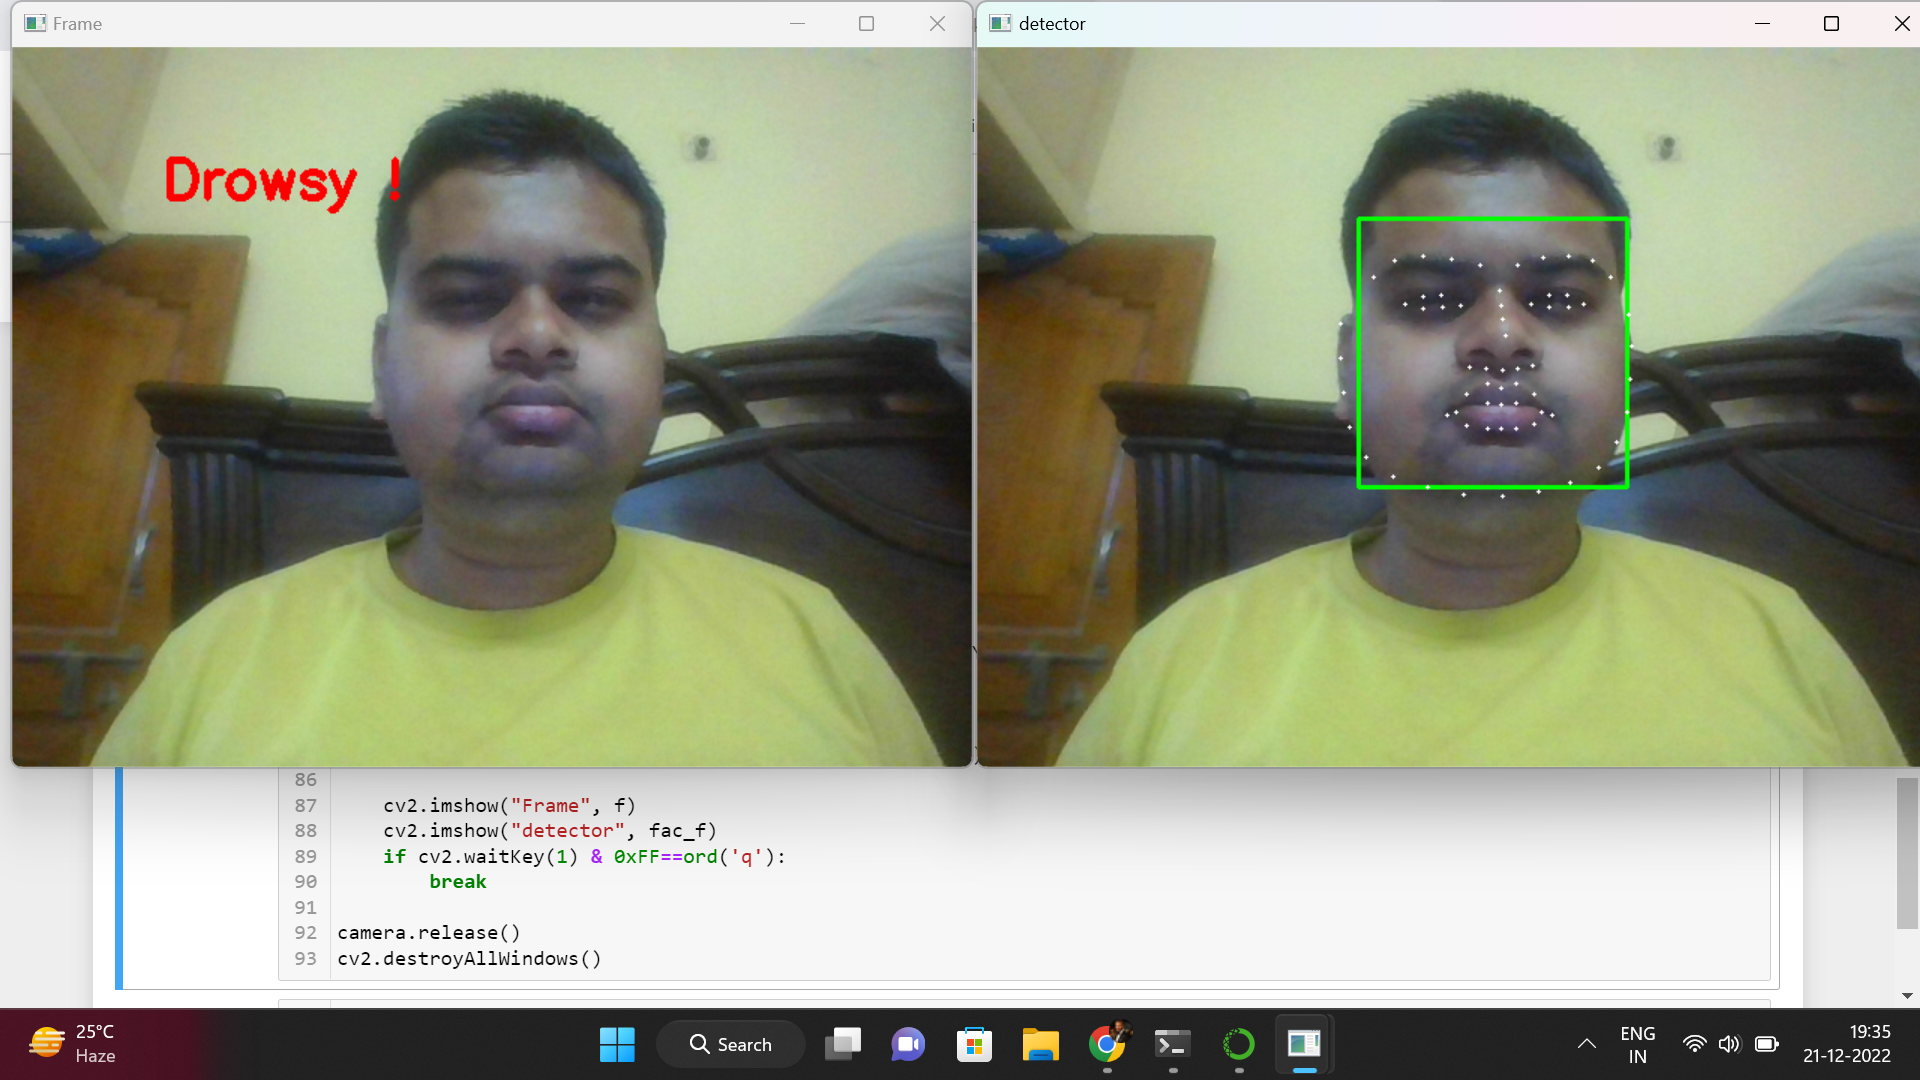 Frame
detector
Drowsy !
86
87 cv2.imshow("Frame", f)
88 cv2.imshow("detector", fac_f)
89 if cv2.waitKey(1) & 0xFF==ord('q'):
90 break
91
92 camera.release()
93 cv2.destroyAllWindows()
25°C
Haze
Search
ENG
IN
19:35
21-12-2022